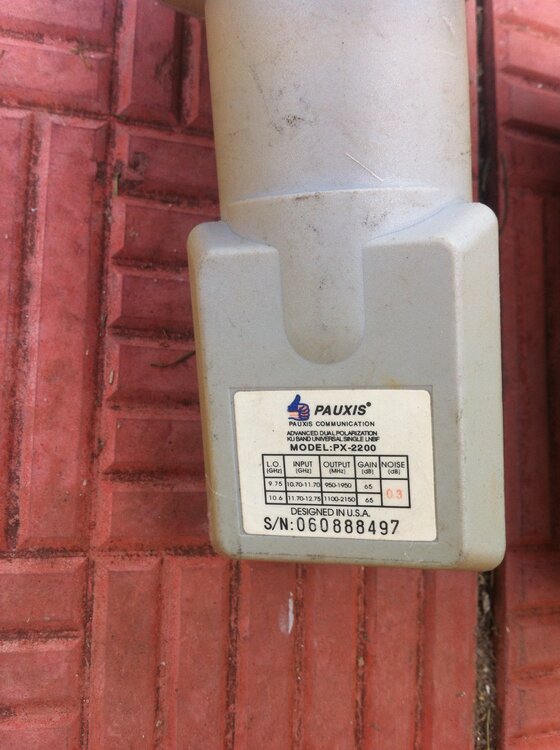 PAUXIS®
PAUXIS COMMUNICATION
ADVANCED DUAL POLARIZATION
KU BAND UNIVERSAL SINGLE LNBF
MODEL:PX-2200
L.O. (GHz) INPUT (GHz) OUTPUT (MHz) GAIN (dB) NOISE (dB)
9.75 10.70-11.70 950-1950 65 0.3
10.6 11.70-12.75 1100-2150 65
DESIGNED IN U.S.A.
S/N:060888497